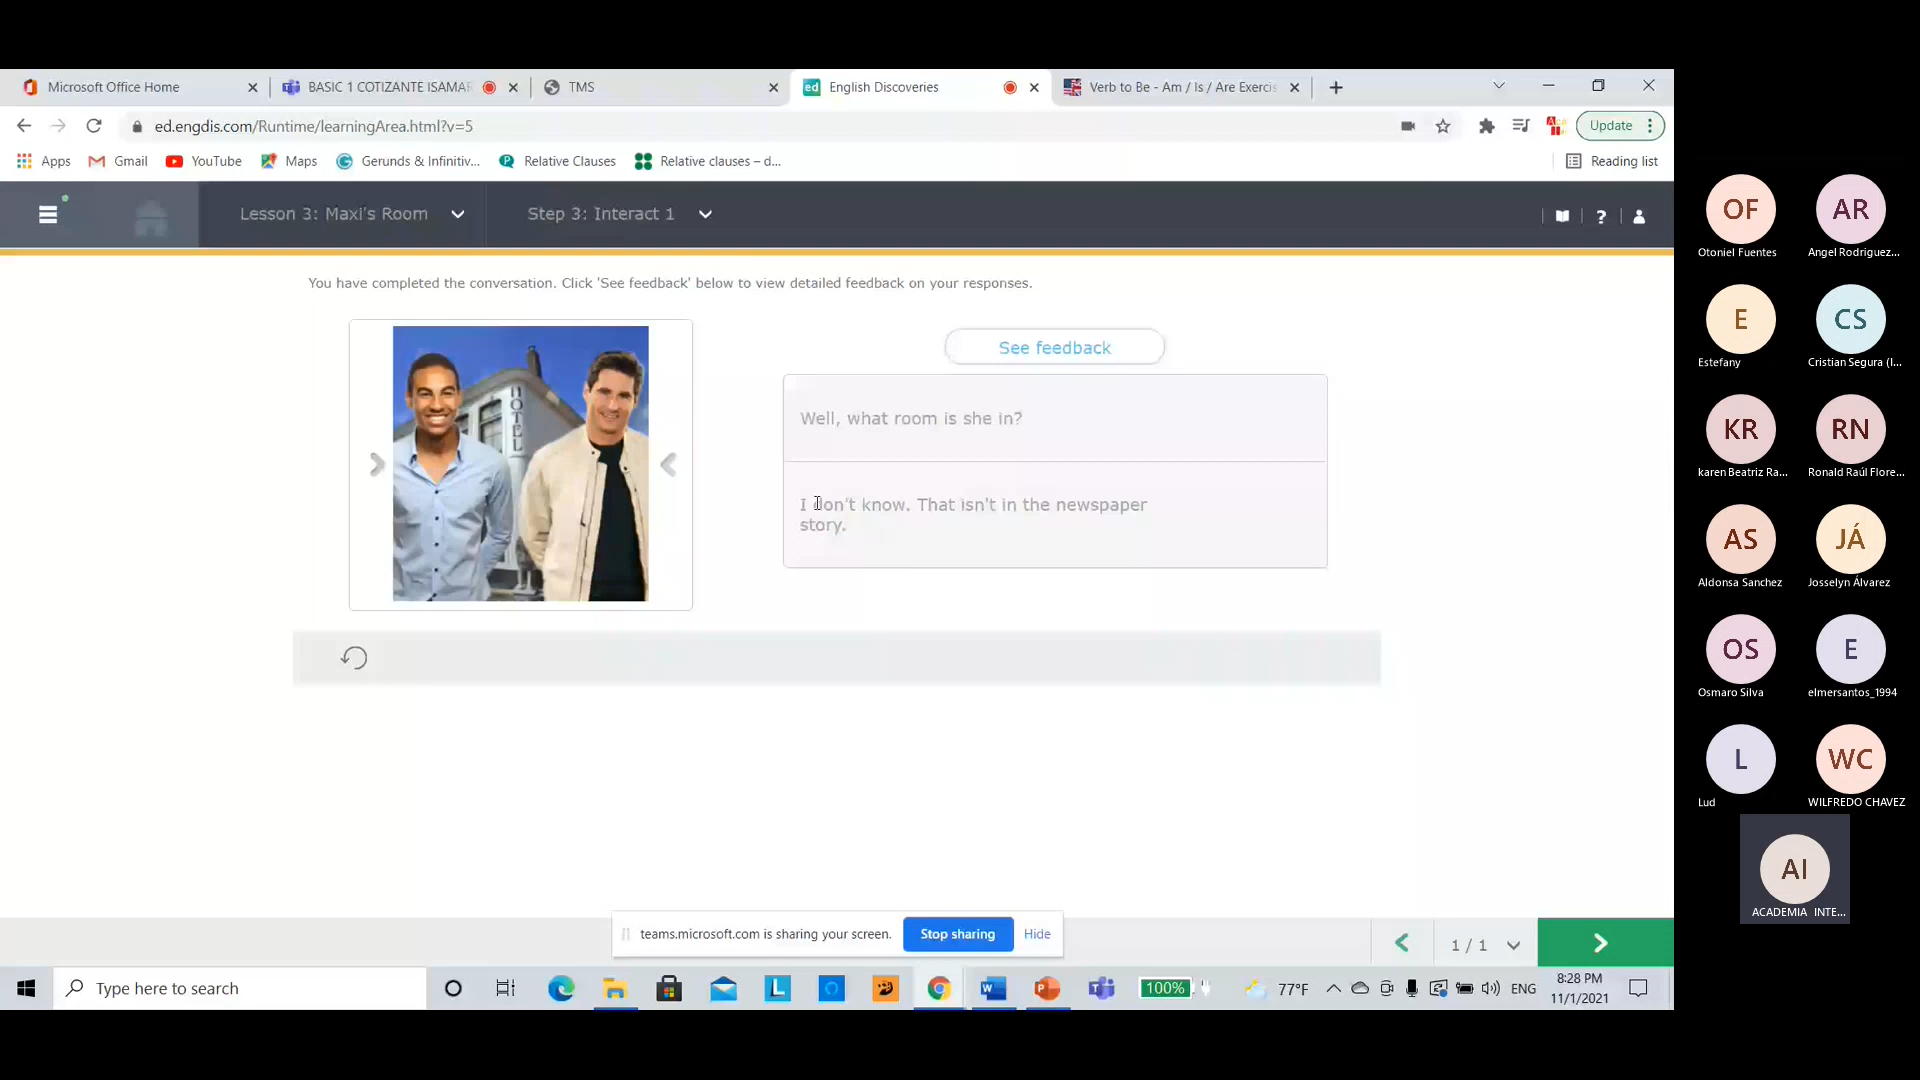 Microsoft Office Home
BASIC 1 COTIZANTE ISAMAR
TMS
ed
English Discoveries
Verb to Be - Am / Is / Are Exercis
ed.engdis.com/Runtime/learningArea.html?v=5
Update
Apps
Gmail
YouTube
Maps
Gerunds & Infinitiv...
Relative Clauses
Relative clauses – d...
Reading list
Lesson 3: Maxi's Room
Step 3: Interact 1
?
You have completed the conversation. Click 'See feedback' below to view detailed feedback on your responses.
HOTEL
See feedback
Well, what room is she in?
I don't know. That isn't in the newspaper
story.
teams.microsoft.com is sharing your screen.
Stop sharing
Hide
1 / 1
Type here to search
100%
77°F
ENG
8:28 PM
11/1/2021
OF
Otoniel Fuentes
AR
Angel Rodríguez...
E
Estefany
CS
Cristian Segura (I...
KR
karen Beatriz Ra...
RN
Ronald Raúl Flore...
AS
Aldonsa Sanchez
JÁ
Josselyn Álvarez
OS
Osmaro Silva
E
elmersantos_1994
L
Lud
WC
WILFREDO CHAVEZ
AI
ACADEMIA INTE...